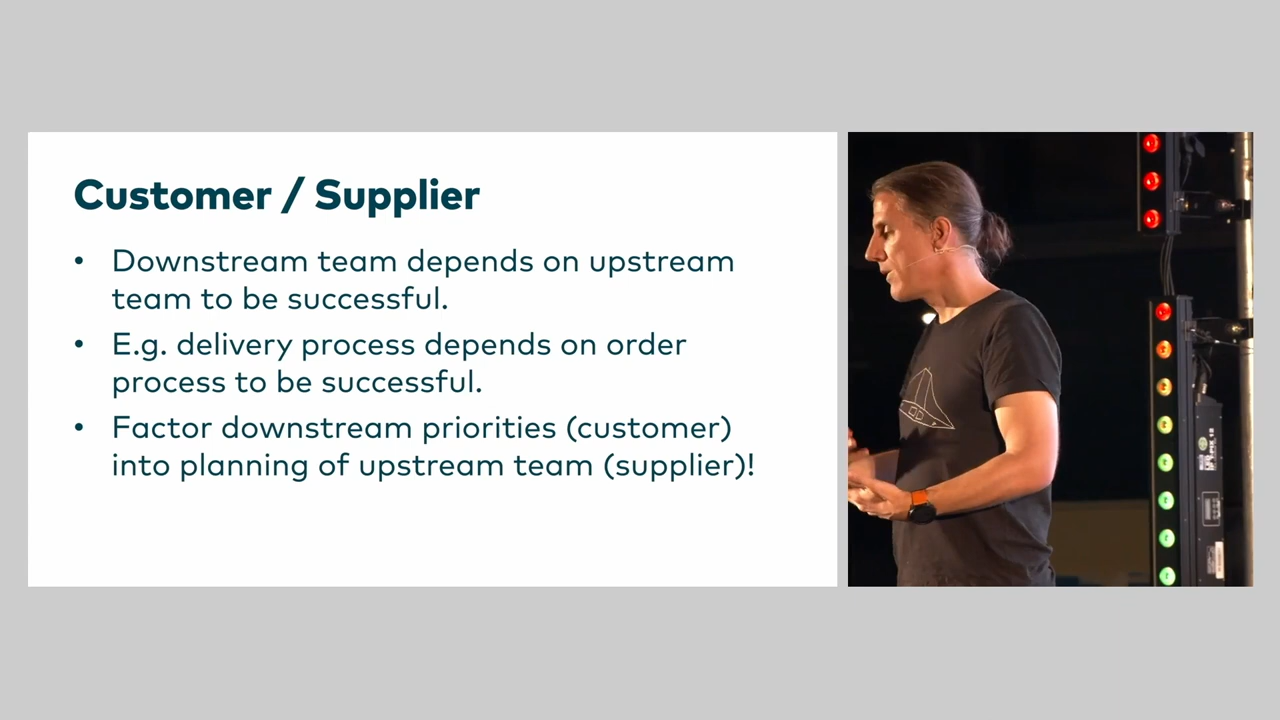 Customer / Supplier
• Downstream team depends on upstream
team to be successful.
• E.g. delivery process depends on order
process to be successful.
• Factor downstream priorities (customer)
into planning of upstream team (supplier)!